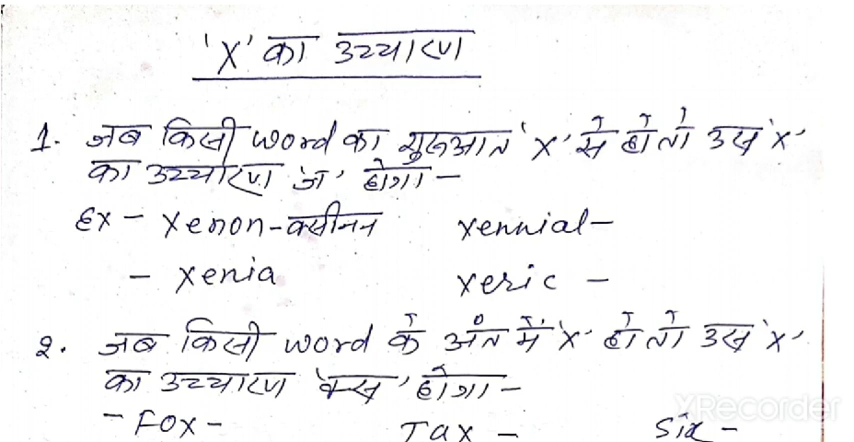 'X' का उच्चारण
1. जब किसी word का शुरुआत 'X' से हो तो उस 'X'
का उच्चारण 'ज' होगा -
Ex - Xenon - क्सीनन Xennial -
- Xenia Xeric -
2. जब किसी word के अंत में 'X' हो तो उस 'X'
का उच्चारण 'क्स' होगा -
- Fox - Tax - Six -
XRecorder